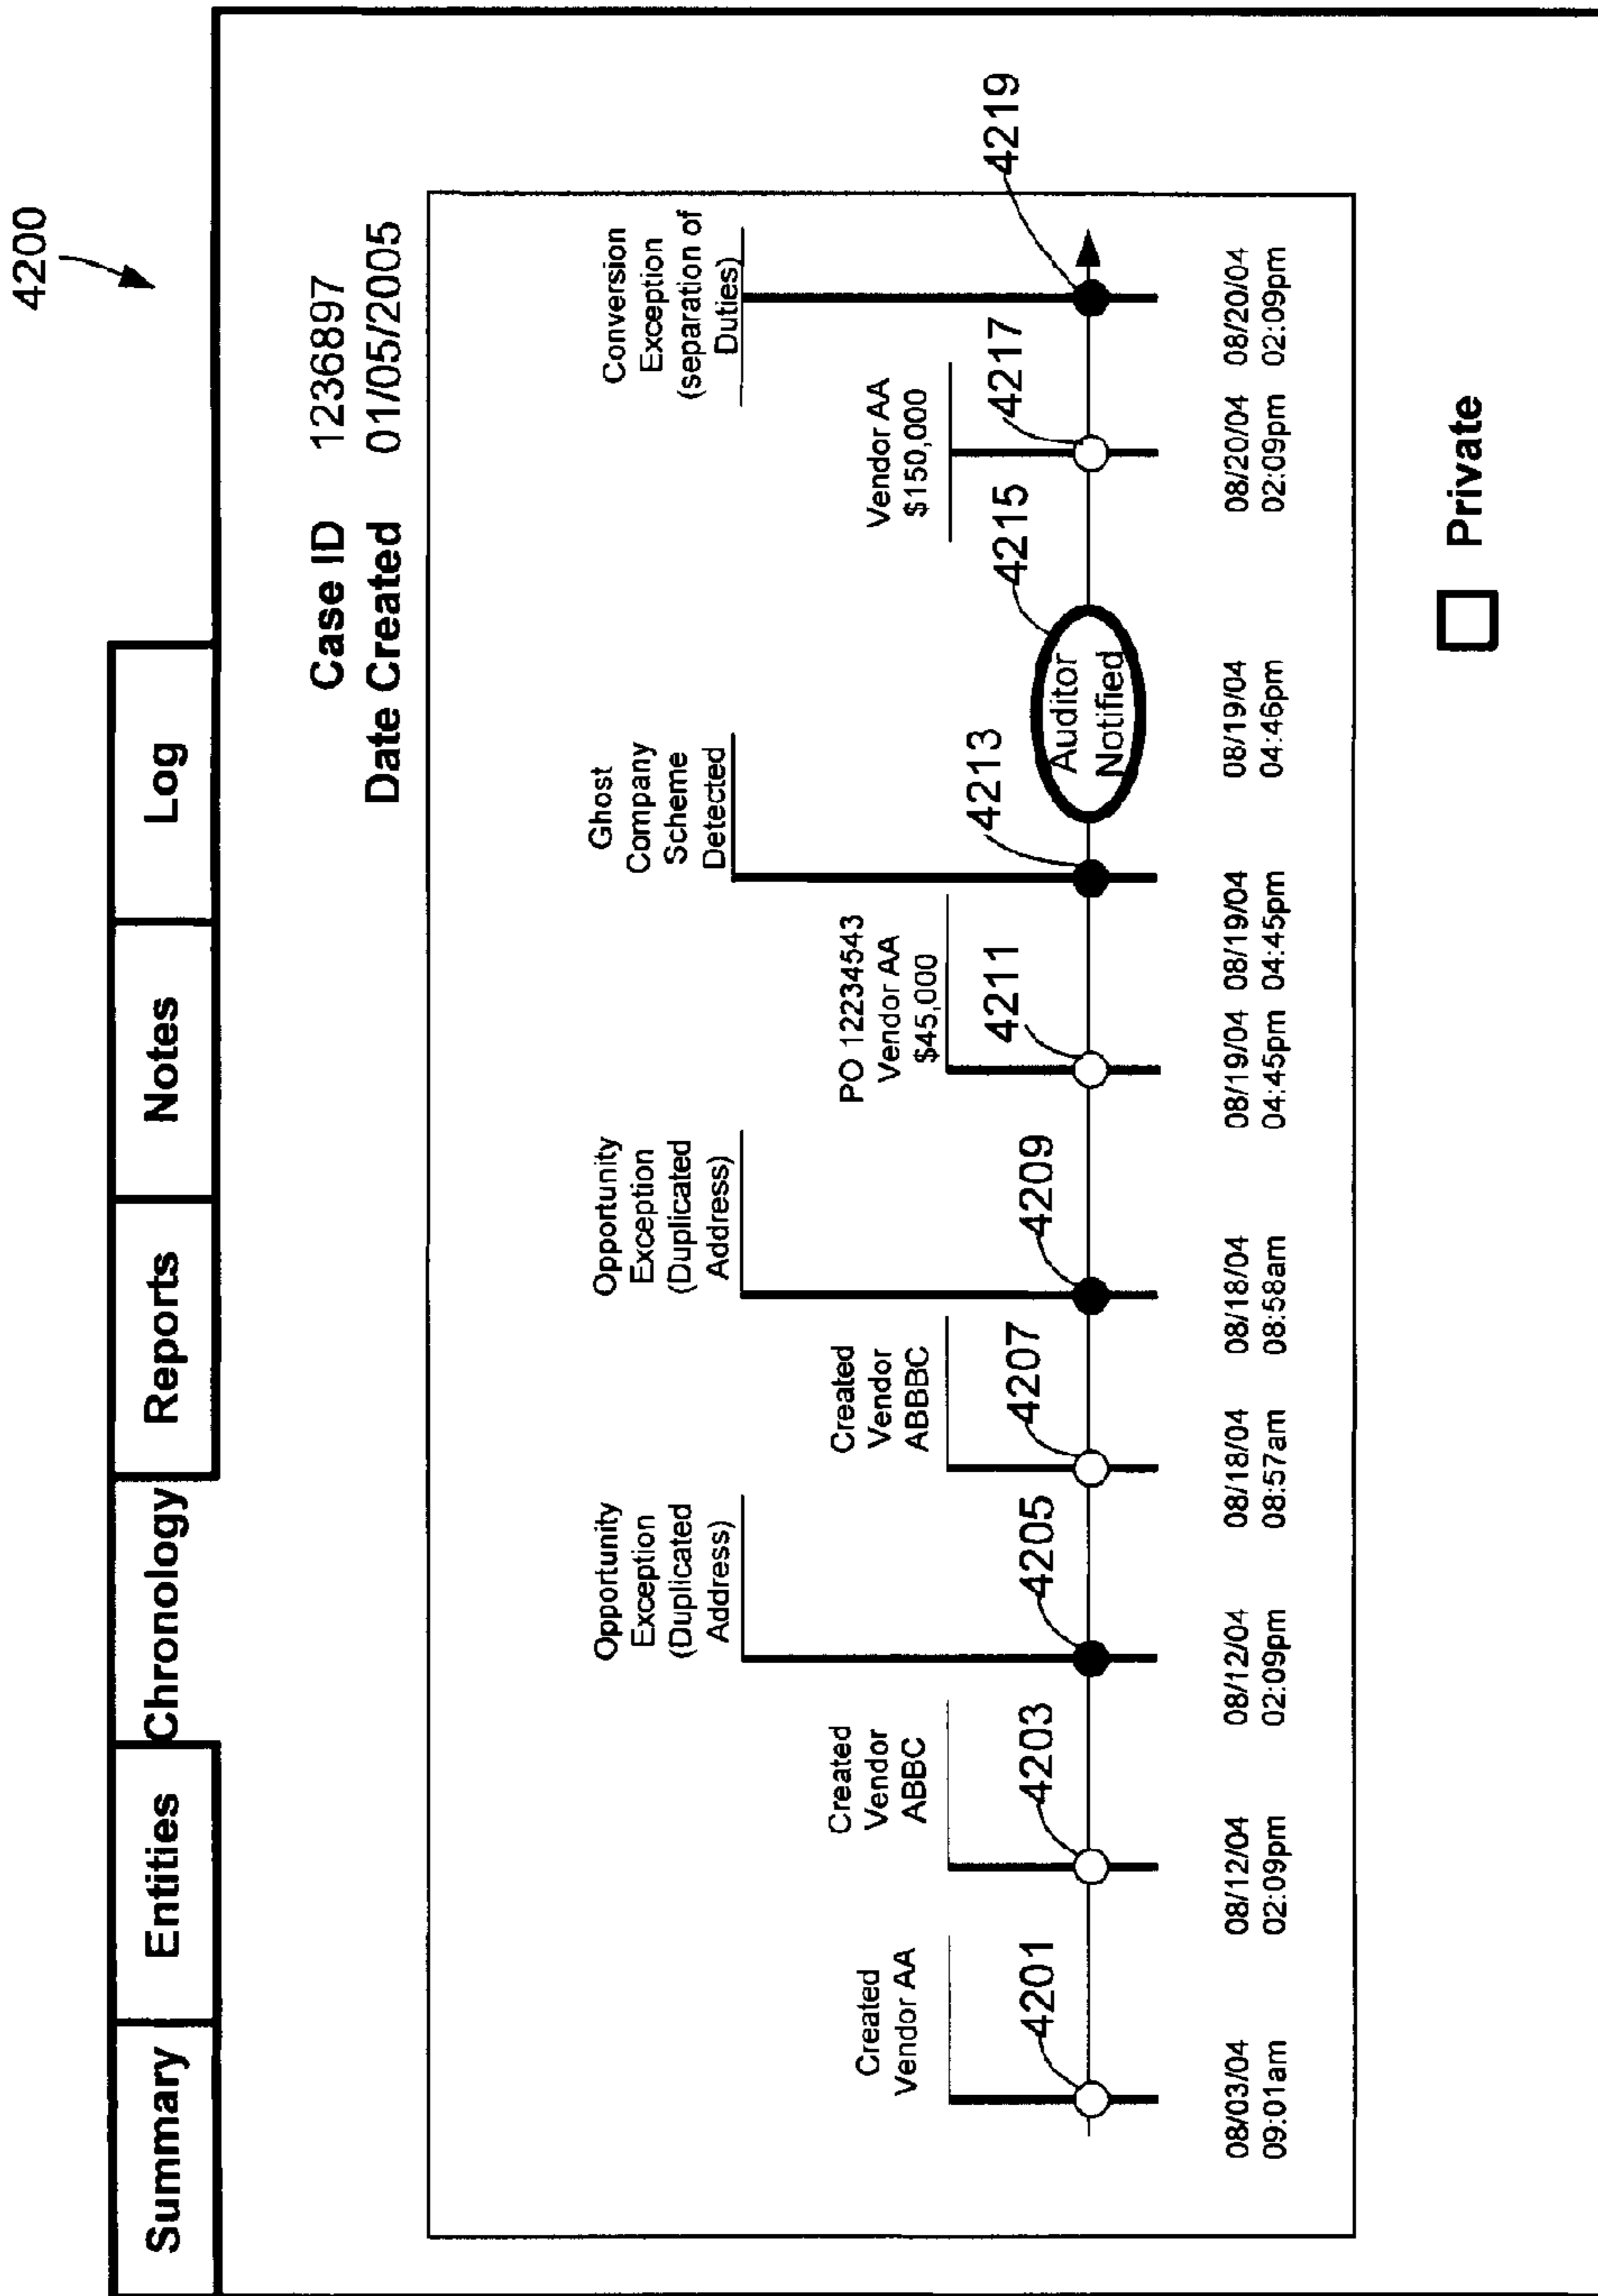 4200
Summary
Entities
Chronology
Reports
Notes
Log
Case ID 1236897
Date Created 01/05/2005
Created
Vendor AA
4201
08/03/04
09:01am
Created
Vendor
ABBC
4203
08/12/04
02:09pm
Opportunity
Exception
(Duplicated
Address)
4205
08/12/04
02:09pm
Created
Vendor
ABBBC
4207
08/18/04
08:57am
Opportunity
Exception
(Duplicated
Address)
4209
08/18/04
08:58am
PO 12234543
Vendor AA
$45,000
4211
08/19/04
04:45pm
Ghost
Company
Scheme
Detected
4213
08/19/04
04:45pm
Auditor
Notified
4215
08/19/04
04:46pm
Vendor AA
$150,000
4217
08/20/04
02:09pm
Conversion
Exception
(separation of
Duties)
4219
08/20/04
02:09pm
Private